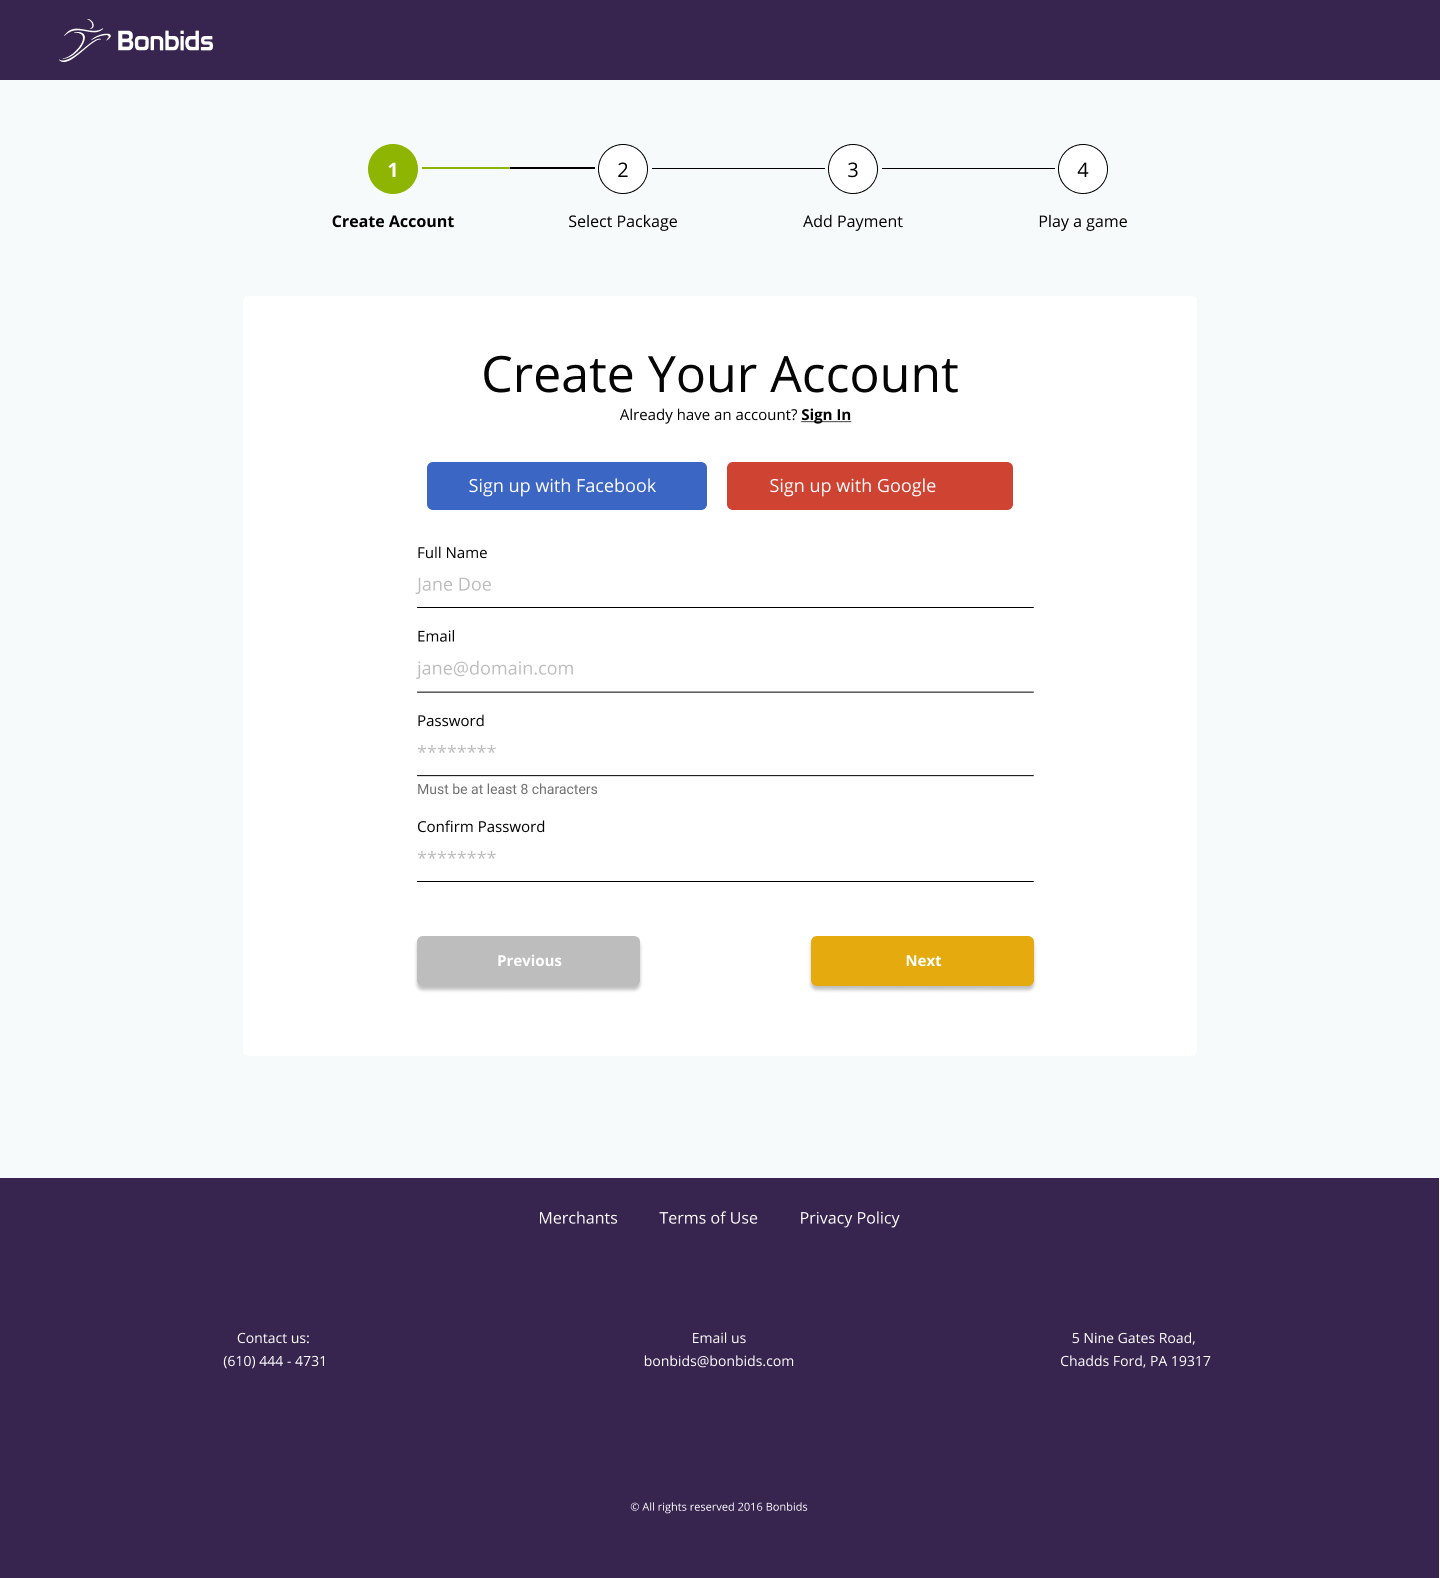 Bonbids
1 2 3 4
Create Account Select Package Add Payment Play a game
Create Your Account
Already have an account? Sign In
Sign up with Facebook Sign up with Google
Full Name
Jane Doe
Email
jane@domain.com
Password
********
Must be at least 8 characters
Confirm Password
********
Previous Next
Merchants Terms of Use Privacy Policy
Contact us: Email us 5 Nine Gates Road,
(610) 444 - 4731 bonbids@bonbids.com Chadds Ford, PA 19317
© All rights reserved 2016 Bonbids